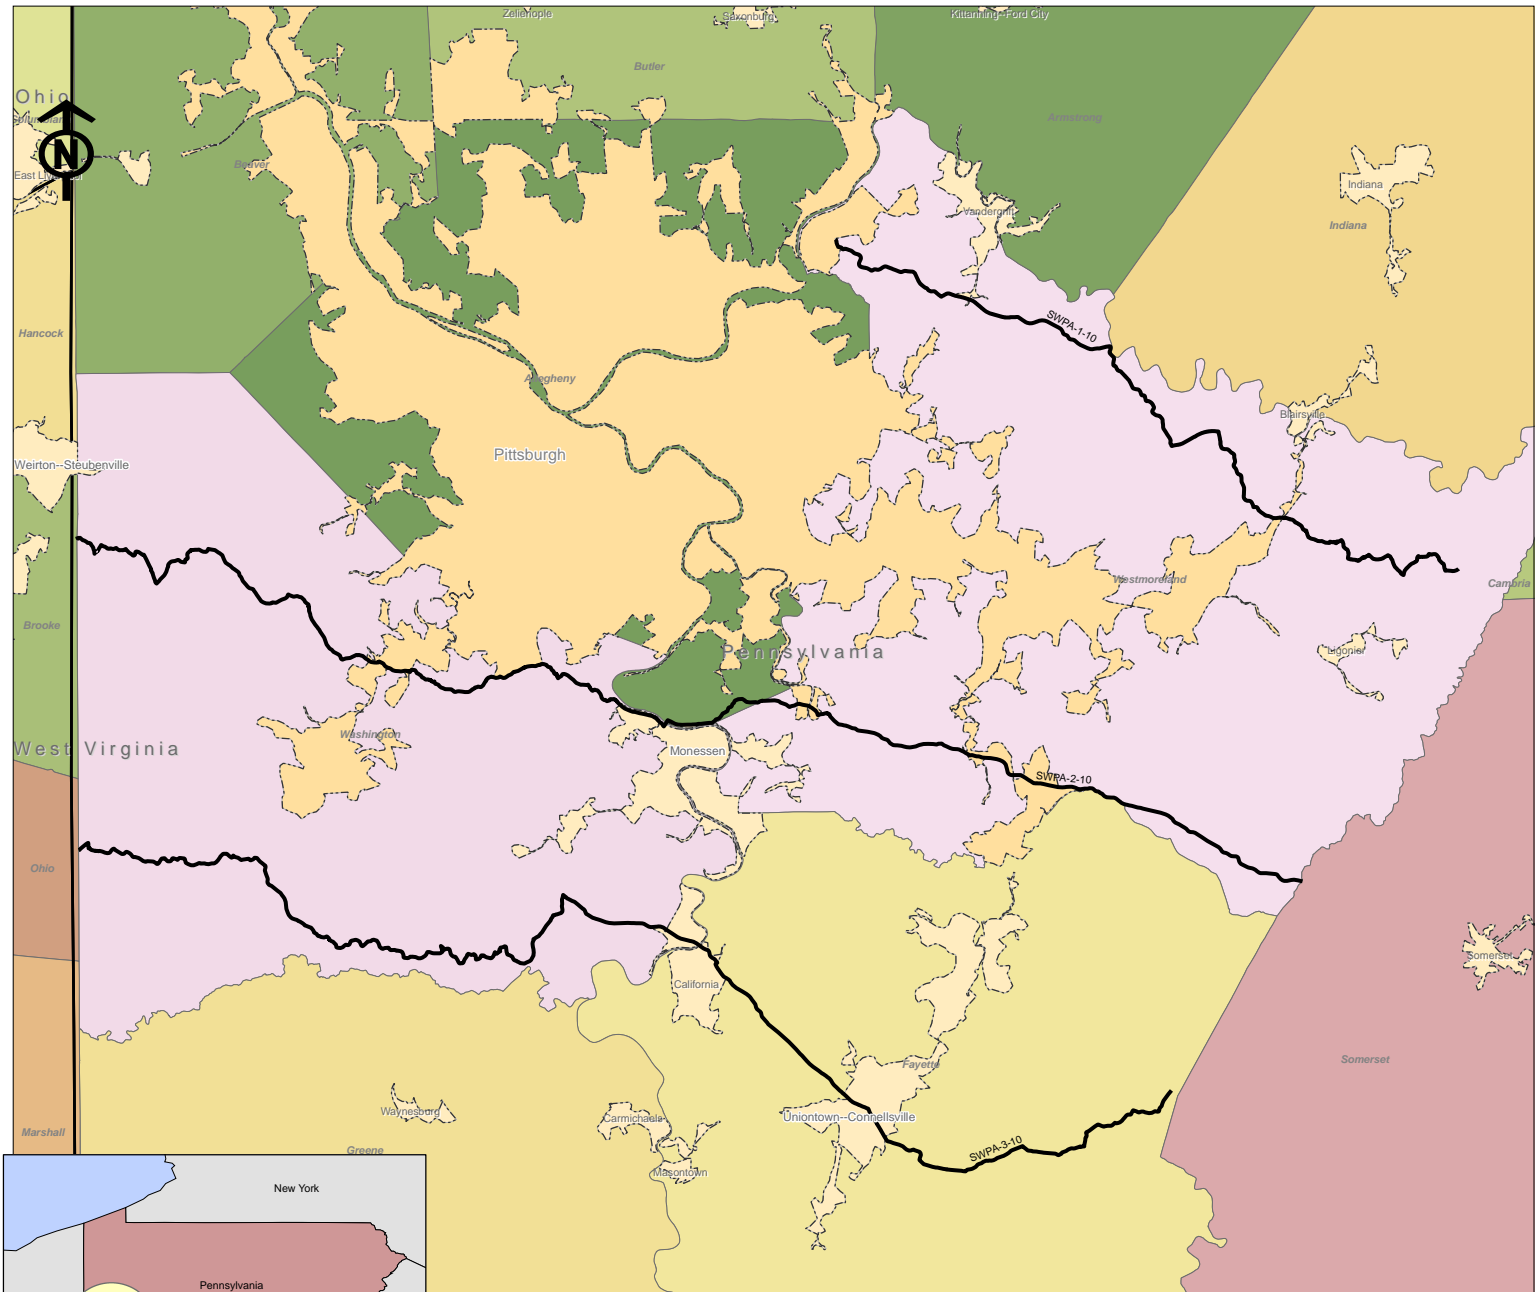 Zelienople
Saxonburg
Kittanning--Ford City
Butler
Ohio
Columbiana
Armstrong
N
Beaver
East Liverpool
Indiana
Vandergrift
Indiana
Hancock
SWPA-1-10
Allegheny
Blairsville
Pittsburgh
Weirton--Steubenville
Westmoreland
Cambria
Brooke
Pennsylvania
Ligonier
Washington
West Virginia
Monessen
SWPA-2-10
Ohio
Somerset
California
Somerset
Fayette
Waynesburg
Carmichaels
Uniontown--Connellsville
Marshall
Greene
SWPA-3-10
Masontown
New York
Pennsylvania